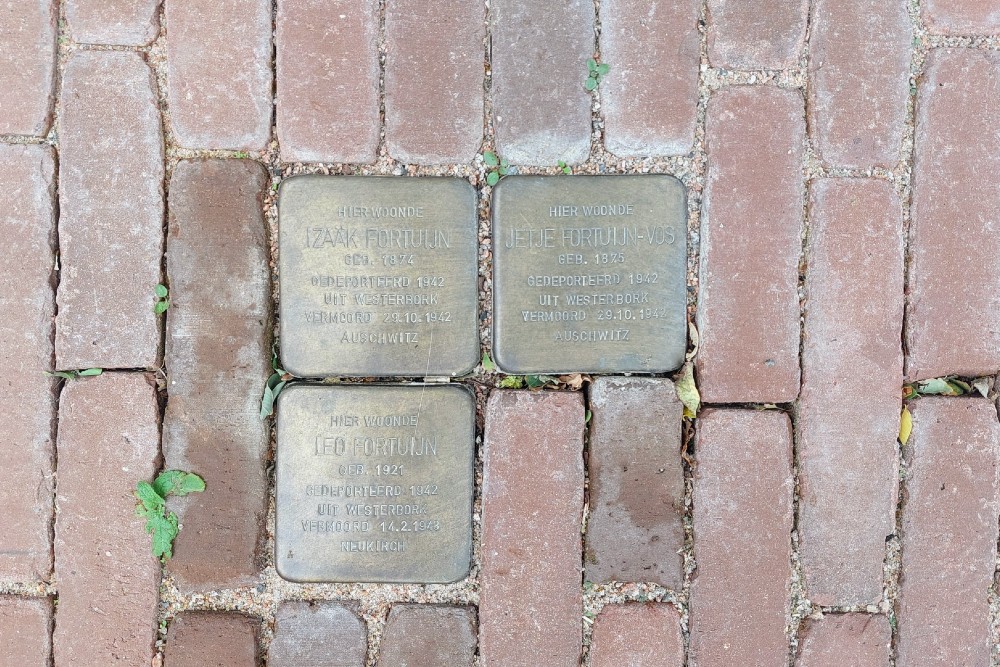 HIER WOONDE
IZAÄK FORTUIJN
GEB. 1874
GEDEPORTEERD 1942
UIT WESTERBORK
VERMOORD 29.10.1942
AUSCHWITZ
HIER WOONDE
JETJE FORTUIJN-VOS
GEB. 1875
GEDEPORTEERD 1942
UIT WESTERBORK
VERMOORD 29.10.1942
AUSCHWITZ
HIER WOONDE
LEO FORTUIJN
GEB. 1921
GEDEPORTEERD 1942
UIT WESTERBORK
VERMOORD 14.2.1943
NEUKIRCH